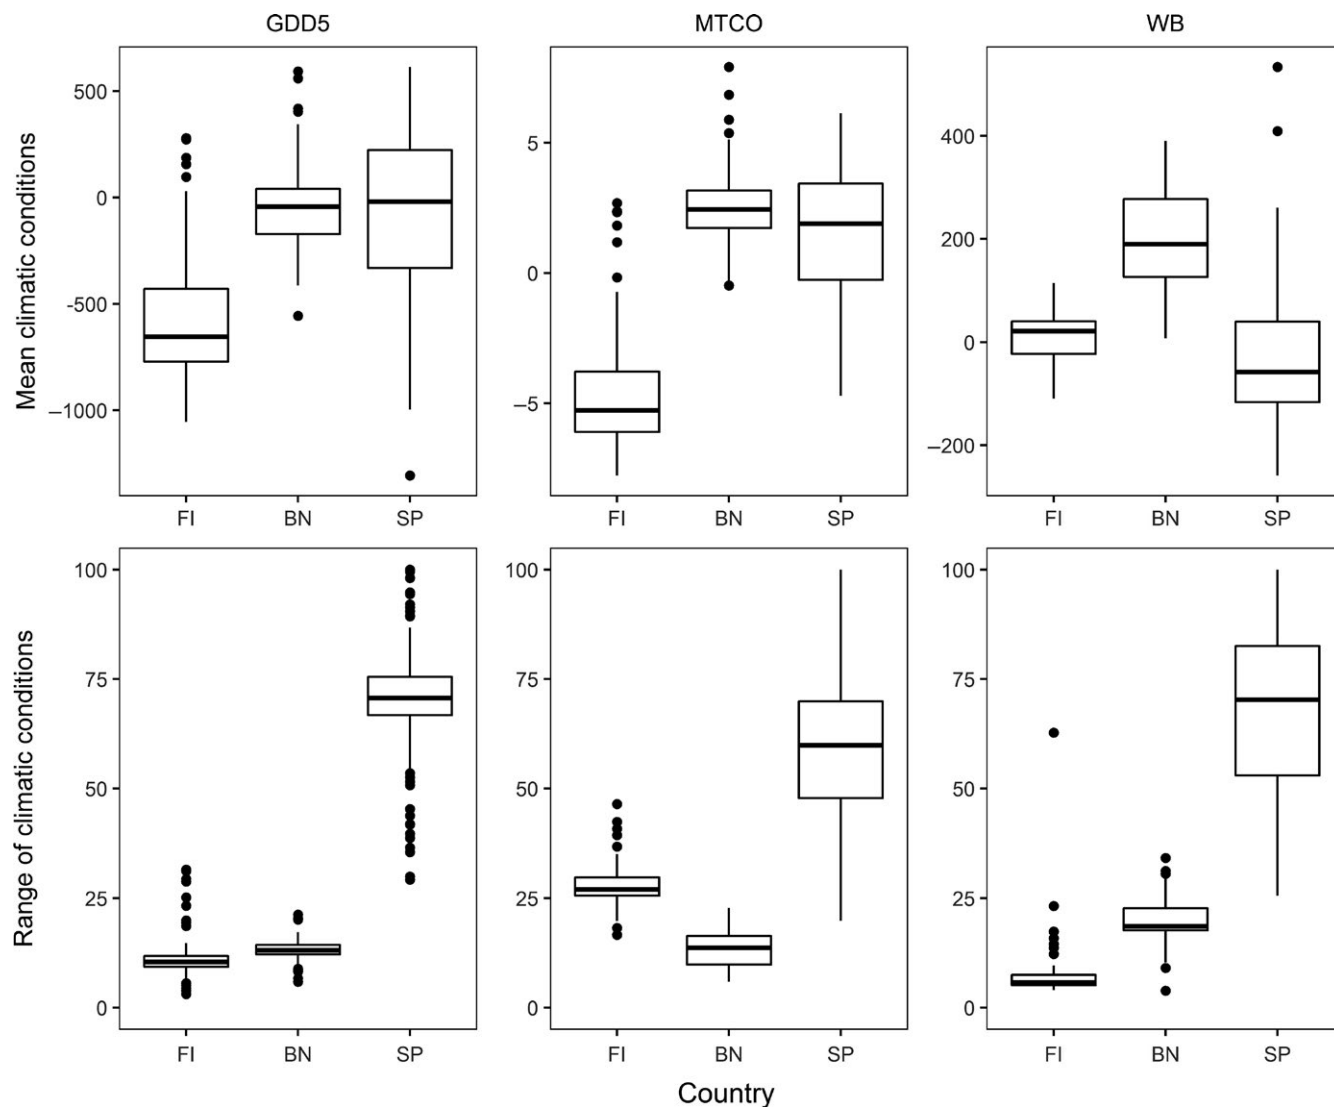 GDD5 MTCO WB
Mean climatic conditions
500
0
-500
–1000
5
0
–5
400
200
0
–200
FI BN SP
FI BN SP
FI BN SP
Range of climatic conditions
100
75
50
25
0
100
75
50
25
0
100
75
50
25
0
FI BN SP
FI BN SP
FI BN SP
Country